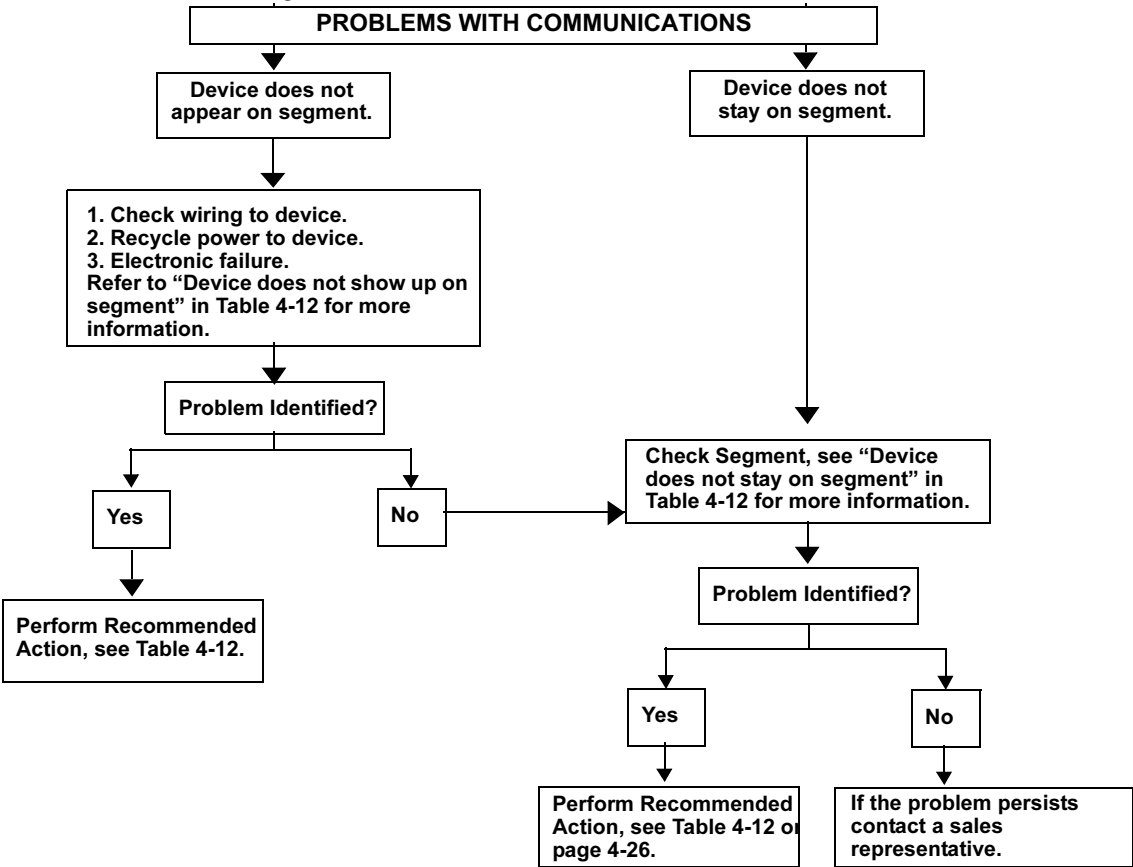 PROBLEMS WITH COMMUNICATIONS
Device does not
appear on segment.
Device does not
stay on segment.
1. Check wiring to device.
2. Recycle power to device.
3. Electronic failure.
Refer to “Device does not show up on
segment” in Table 4-12 for more
information.
Problem Identified?
Yes
No
Perform Recommended
Action, see Table 4-12.
Check Segment, see “Device
does not stay on segment” in
Table 4-12 for more information.
Problem Identified?
Yes
No
Perform Recommended
Action, see Table 4-12 or
page 4-26.
If the problem persists
contact a sales
representative.